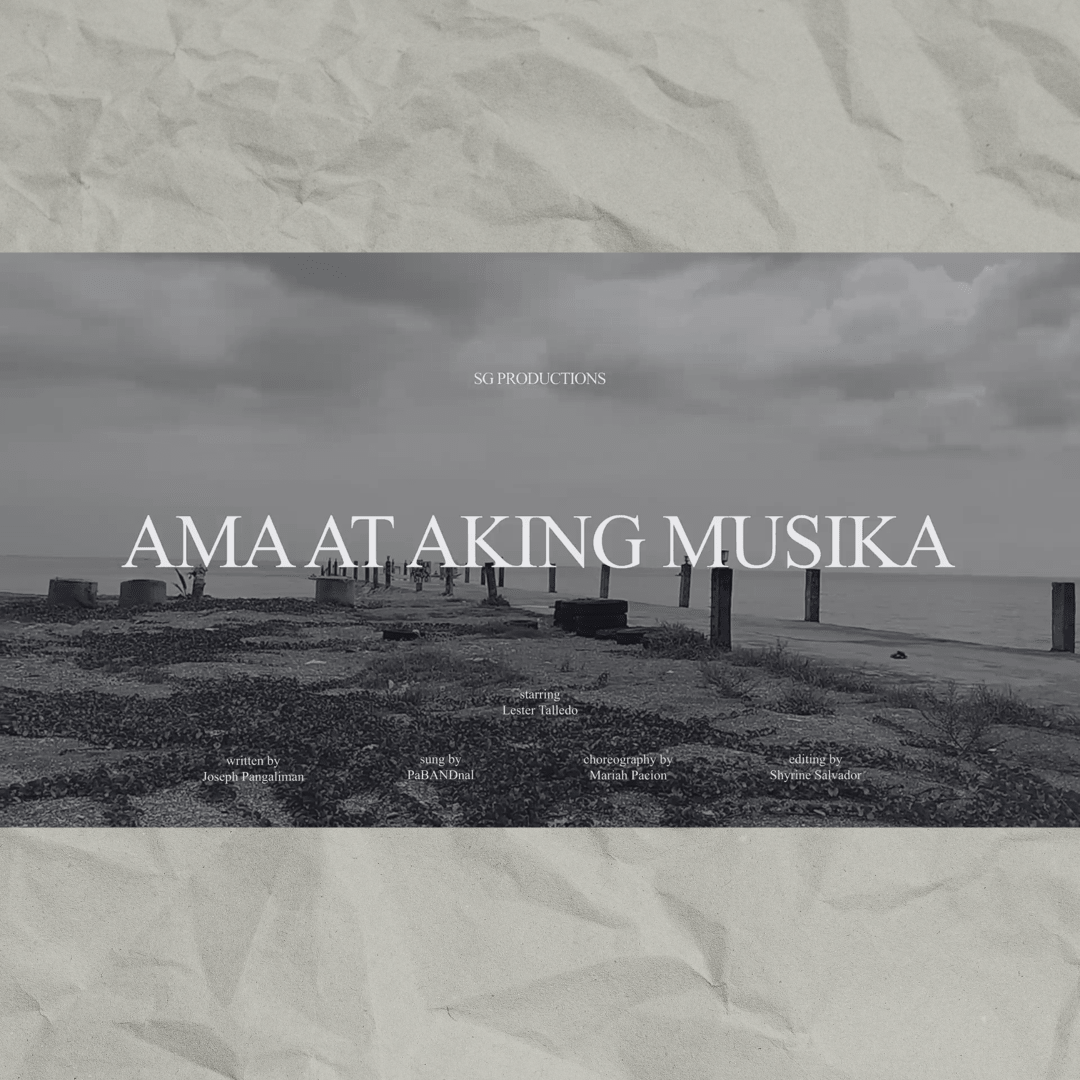 SG PRODUCTIONS
AMA AT AKING MUSIKA
starring
Lester Talledo
written by
Joseph Pangaliman
sung by
PaBANDnal
choreography by
Mariah Pacion
editing by
Shyrine Salvador